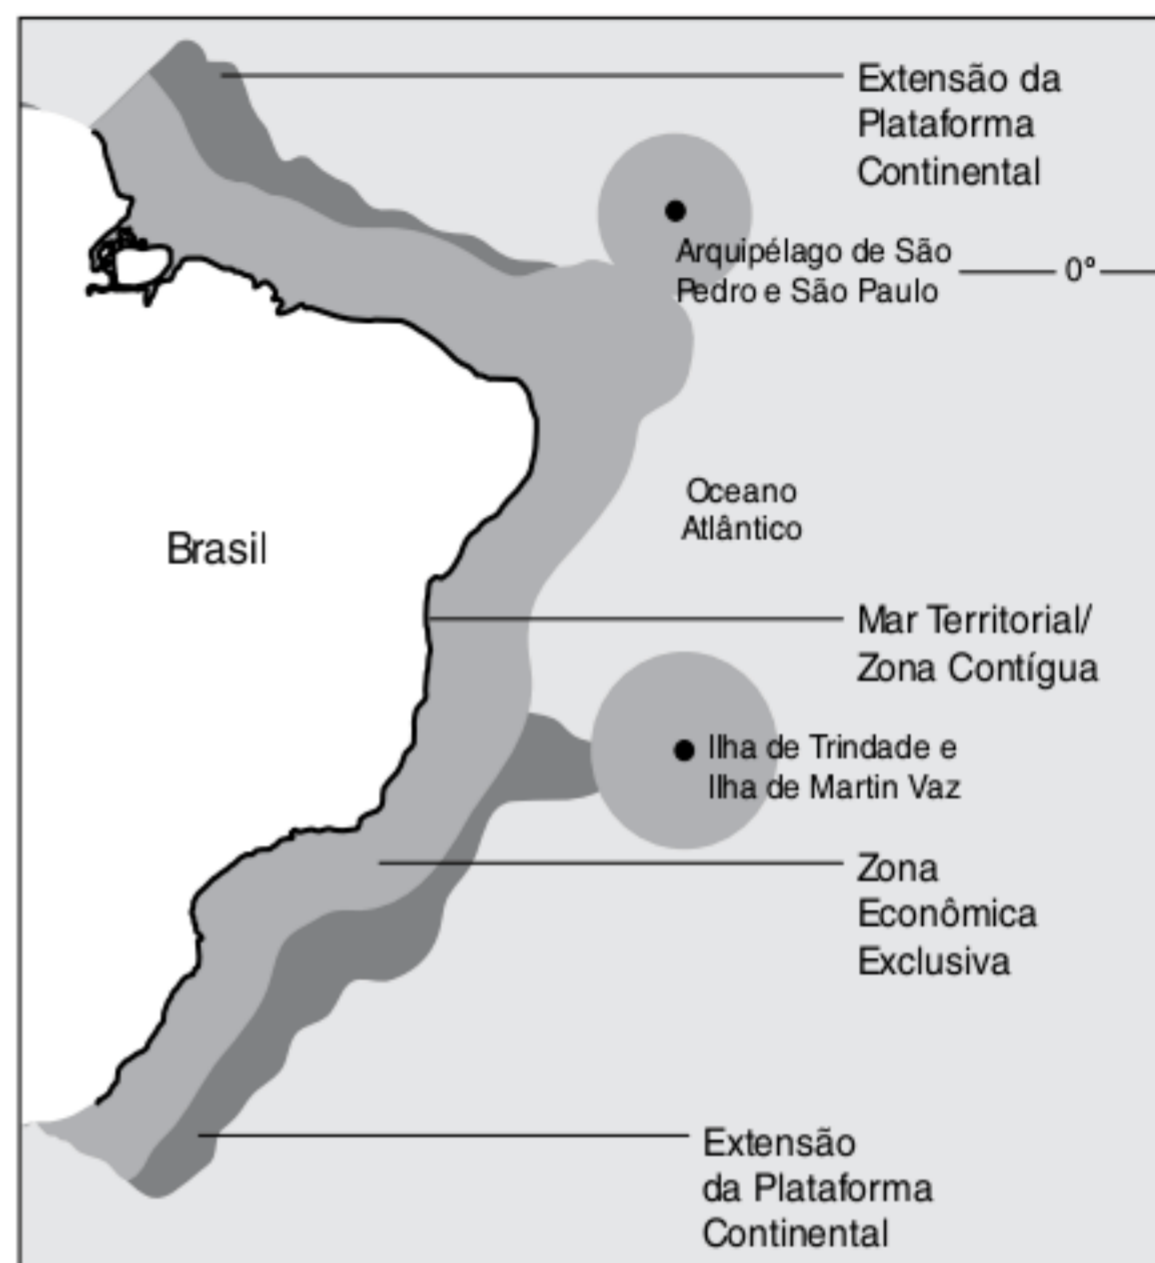 Extensão da
Plataforma
Continental
Arquipélago de São
Pedro e São Paulo
0°
Oceano
Atlântico
Brasil
Mar Territorial/
Zona Contígua
Ilha de Trindade e
Ilha de Martin Vaz
Zona
Econômica
Exclusiva
Extensão
da Plataforma
Continental